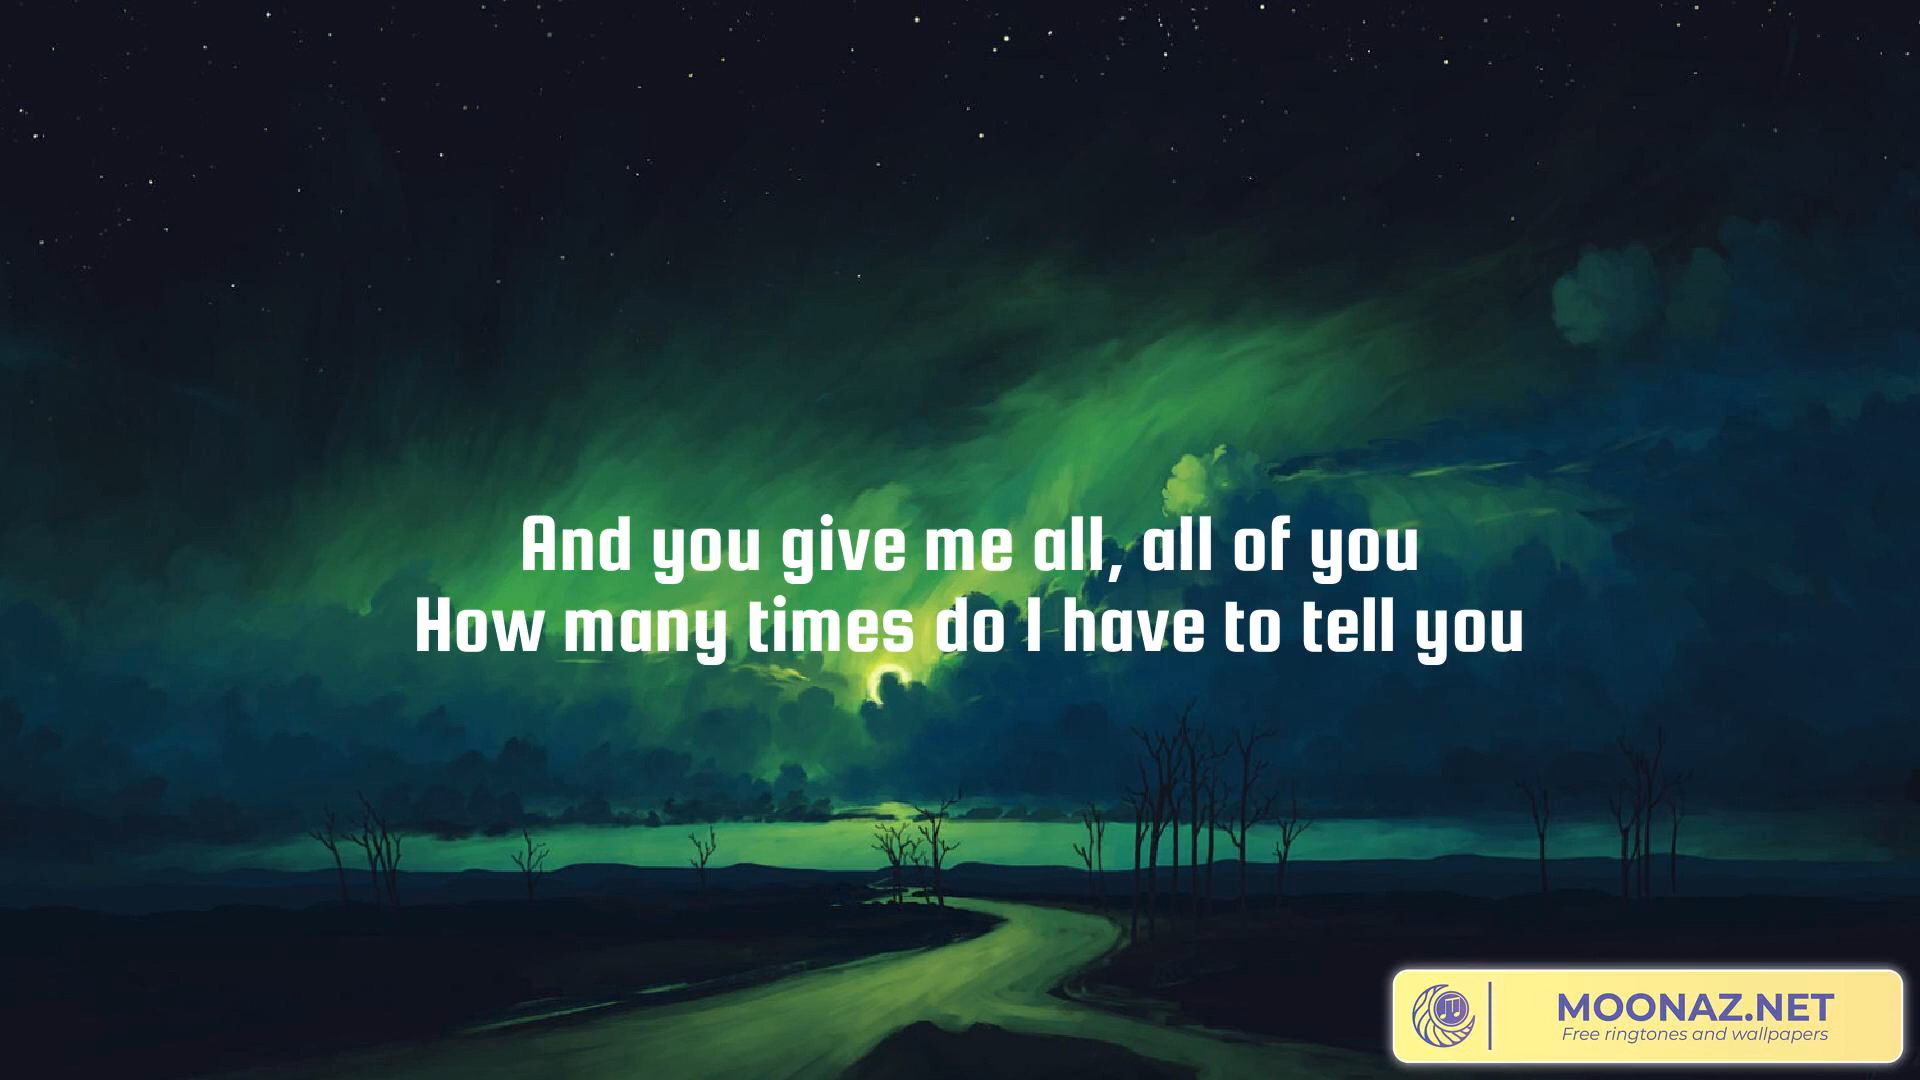 And you give me all, all of you
How many times do I have to tell you
MOONAZ.NET
Free ringtones and wallpapers